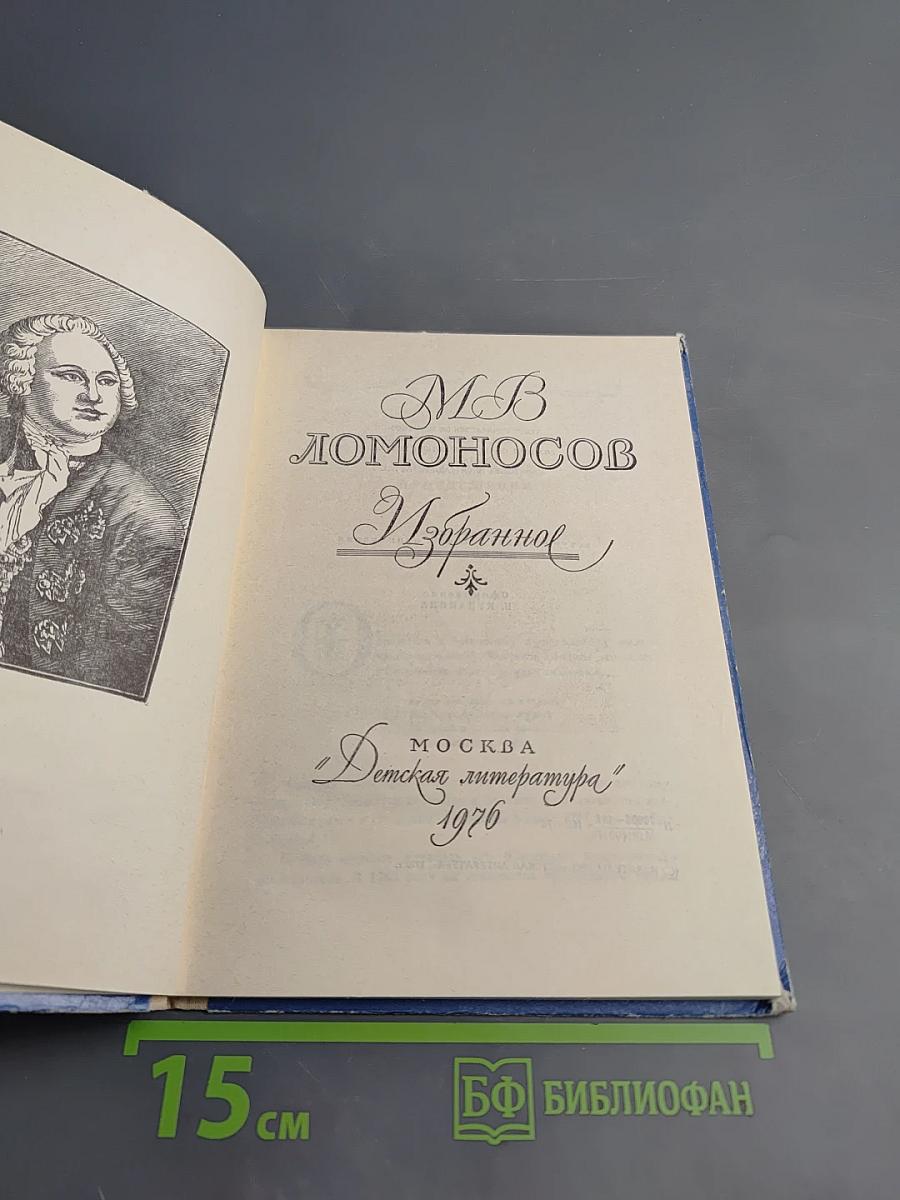 М В
ЛОМОНОСОВ
Избранное
МОСКВА
"Детская литература"
1976
15 см
БФ БИБЛИОФАН